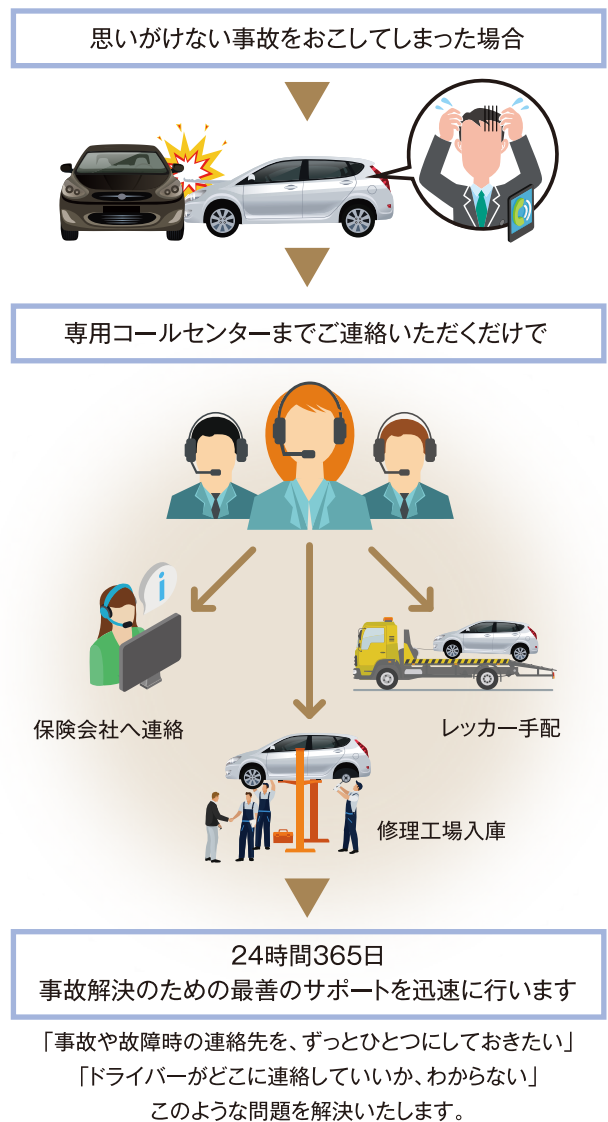 思いがけない事故をおこしてしまった場合
専用コールセンターまでご連絡いただくだけで
i
保険会社へ連絡
レッカー手配
修理工場入庫
24時間365日
事故解決のための最善のサポートを迅速に行います
「事故や故障時の連絡先を、ずっとひとつにしておきたい」
「ドライバーがどこに連絡していいか、わからない」
このような問題を解決いたします。